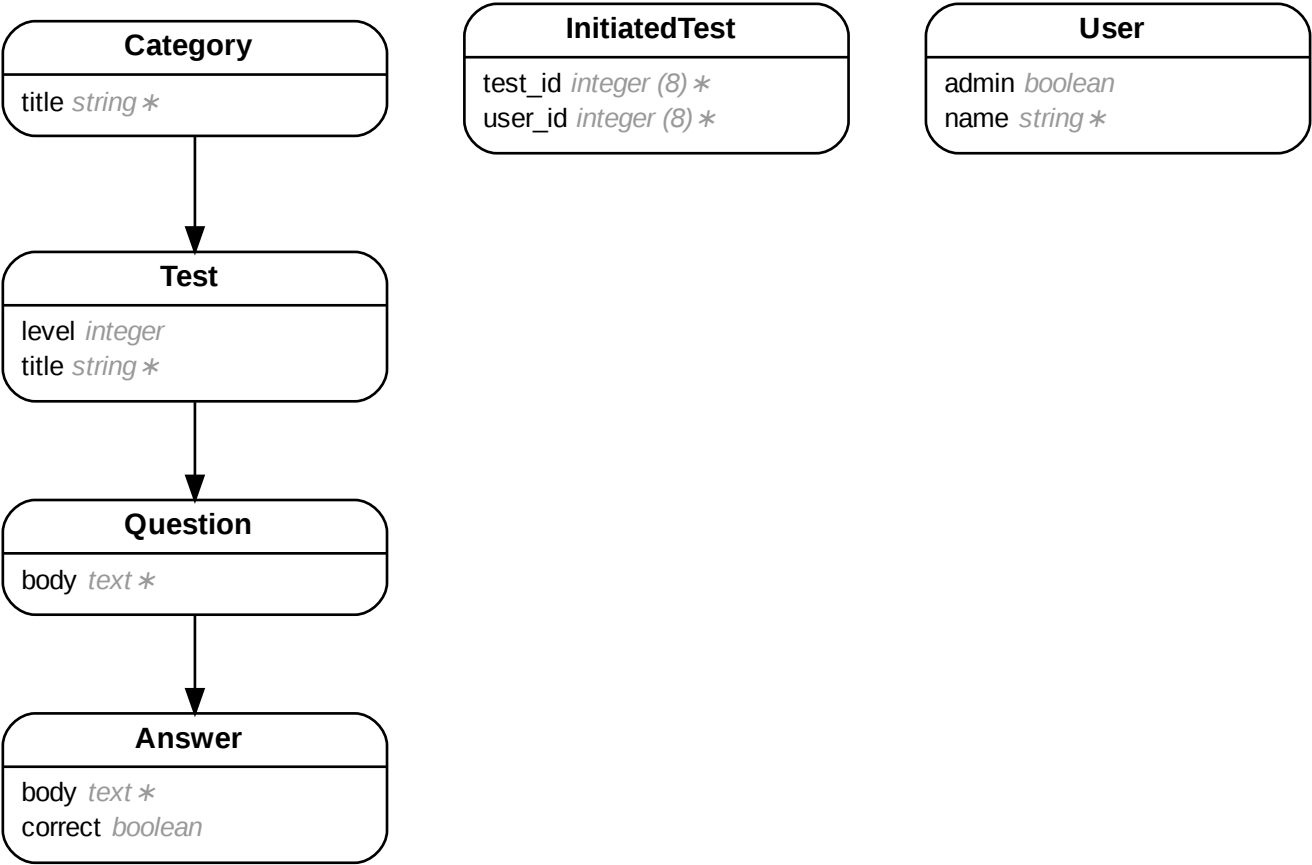 Category
title string ∗
InitiatedTest
test_id integer (8) ∗
user_id integer (8) ∗
User
admin boolean
name string ∗
Test
level integer
title string ∗
Question
body text ∗
Answer
body text ∗
correct boolean